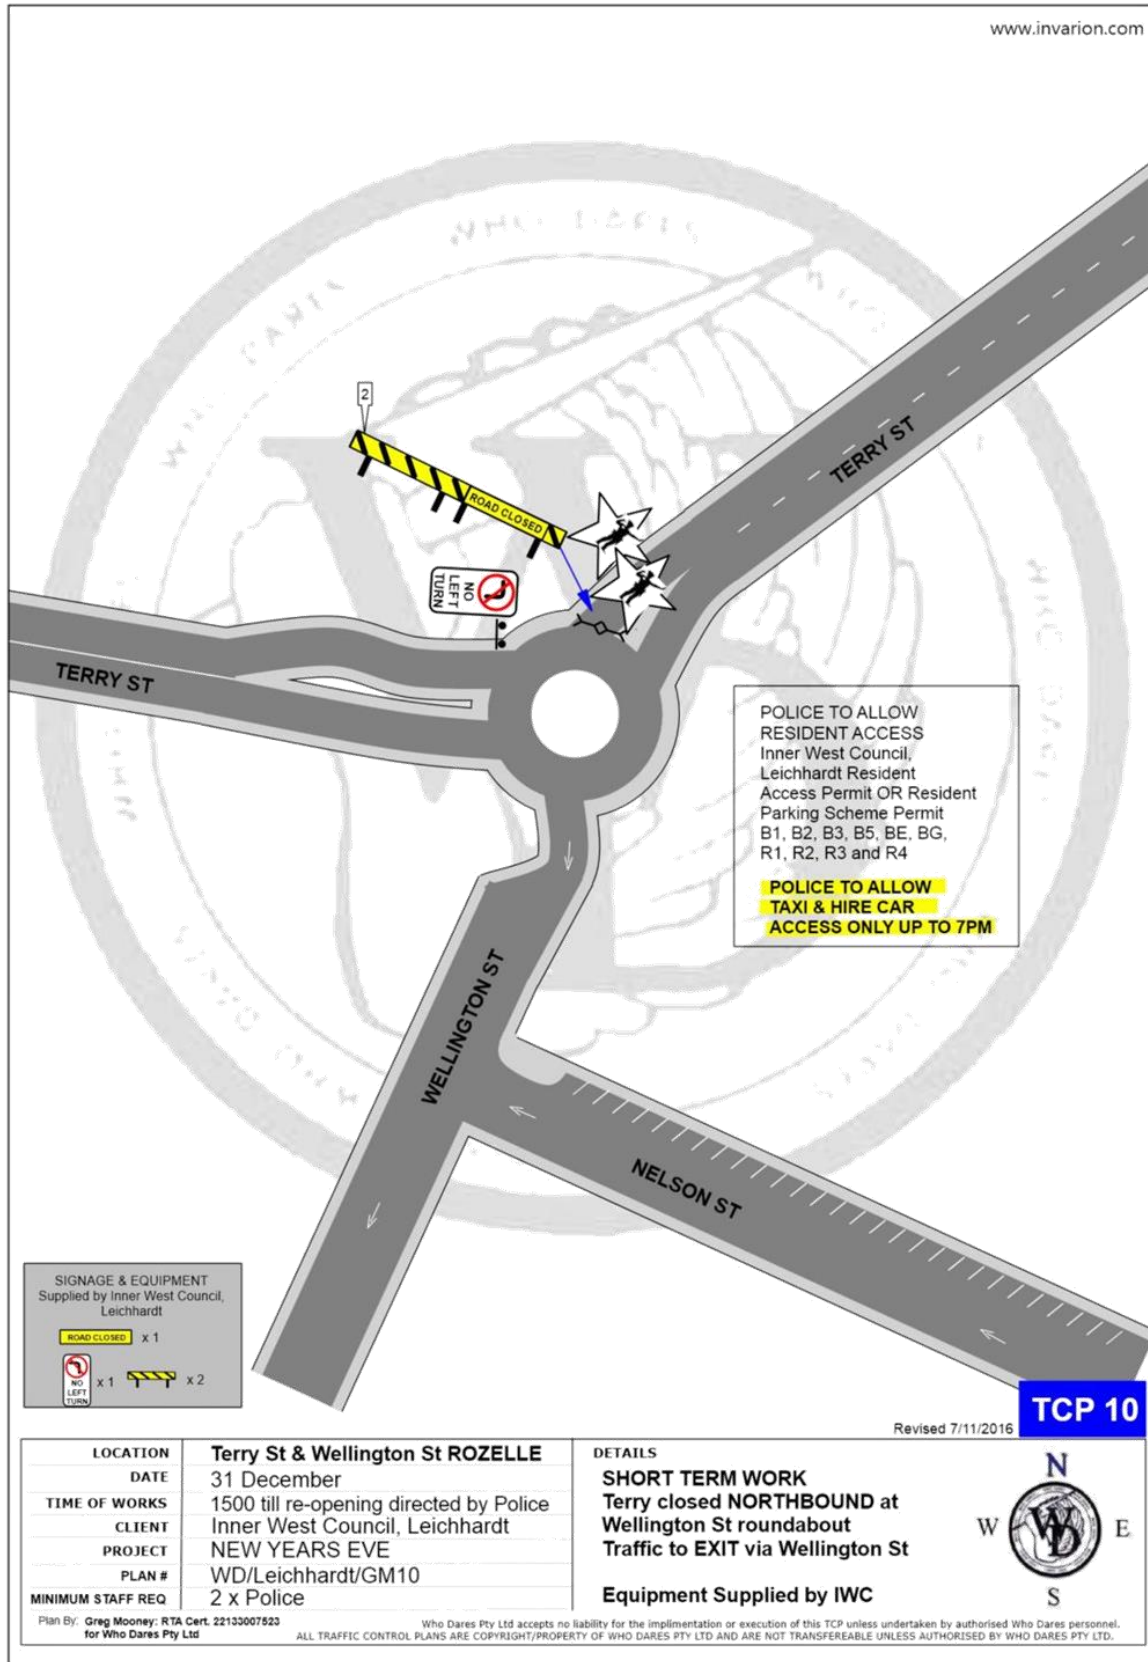 www.invarion.com
WHO DARES
2
ROAD CLOSED
NO
LEFT
TURN
TERRY ST
TERRY ST
POLICE TO ALLOW
RESIDENT ACCESS
Inner West Council,
Leichhardt Resident
Access Permit OR Resident
Parking Scheme Permit
B1, B2, B3, B5, BE, BG,
R1, R2, R3 and R4
POLICE TO ALLOW
TAXI & HIRE CAR
ACCESS ONLY UP TO 7PM
WELLINGTON ST
NELSON ST
SIGNAGE & EQUIPMENT
Supplied by Inner West Council,
Leichhardt
ROAD CLOSED x 1
NO
LEFT
TURN
x 1
x 2
Revised 7/11/2016
TCP 10
LOCATION Terry St & Wellington St ROZELLE
DATE 31 December
TIME OF WORKS 1500 till re-opening directed by Police
CLIENT Inner West Council, Leichhardt
PROJECT NEW YEARS EVE
PLAN # WD/Leichhardt/GM10
MINIMUM STAFF REQ 2 x Police
DETAILS
SHORT TERM WORK
Terry closed NORTHBOUND at
Wellington St roundabout
Traffic to EXIT via Wellington St
Equipment Supplied by IWC
N
W
E
S
WD
Plan By: Greg Mooney: RTA Cert. 22133007523
for Who Dares Pty Ltd
Who Dares Pty Ltd accepts no liability for the implimentation or execution of this TCP unless undertaken by authorised Who Dares personnel.
ALL TRAFFIC CONTROL PLANS ARE COPYRIGHT/PROPERTY OF WHO DARES PTY LTD AND ARE NOT TRANSFEREABLE UNLESS AUTHORISED BY WHO DARES PTY LTD.